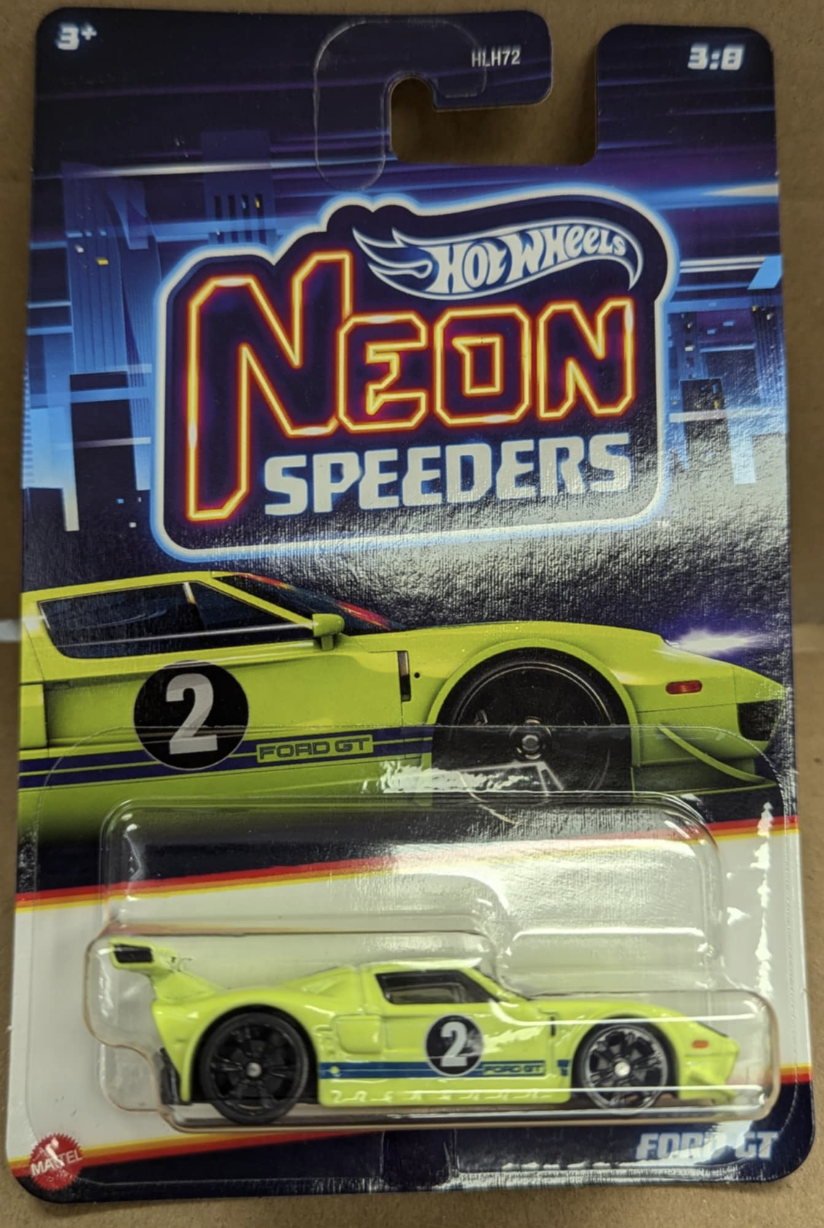 3+
HLH72
3:8
HOT WHEELS
NEON
SPEEDERS
2
FORD GT
2
FORD GT
MATTEL
FORD GT